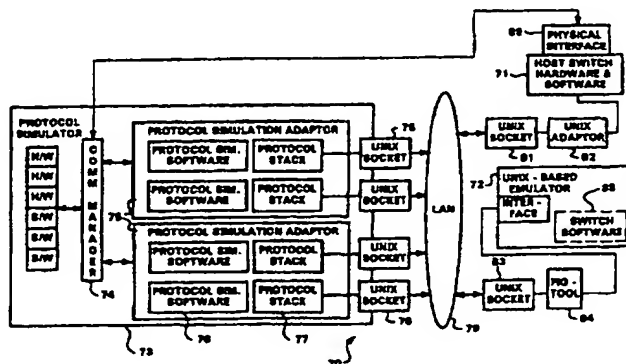 89
PHYSICAL
INTERFACE
71
HOST SWITCH
HARDWARE &
SOFTWARE
PROTOCOL
SIMULATOR
H/W
H/W
H/W
S/W
S/W
S/W
COMM MANAGER
74
PROTOCOL SIMULATION ADAPTOR
PROTOCOL SIM.
SOFTWARE
PROTOCOL
STACK
PROTOCOL SIM.
SOFTWARE
PROTOCOL
STACK
75
PROTOCOL SIMULATION ADAPTOR
PROTOCOL SIM.
SOFTWARE
PROTOCOL
STACK
PROTOCOL SIM.
SOFTWARE
PROTOCOL
STACK
76
77
73
78
UNIX
SOCKET
UNIX
SOCKET
UNIX
SOCKET
UNIX
SOCKET
78
LAN
79
70
UNIX
SOCKET
81
UNIX
ADAPTOR
82
72
UNIX-BASED
EMULATOR
INTER-
FACE
SWITCH
SOFTWARE
83
UNIX
SOCKET
TOOL
84